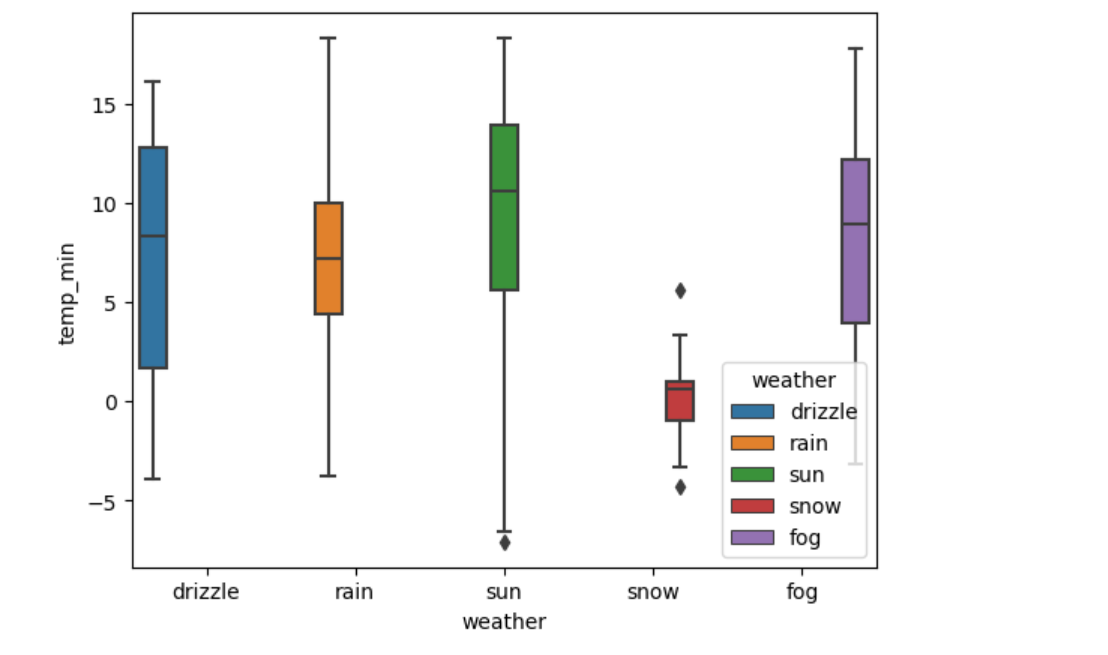 temp_min
15
10
5
0
−5
weather
drizzle
rain
sun
snow
fog
drizzle rain sun snow fog
weather